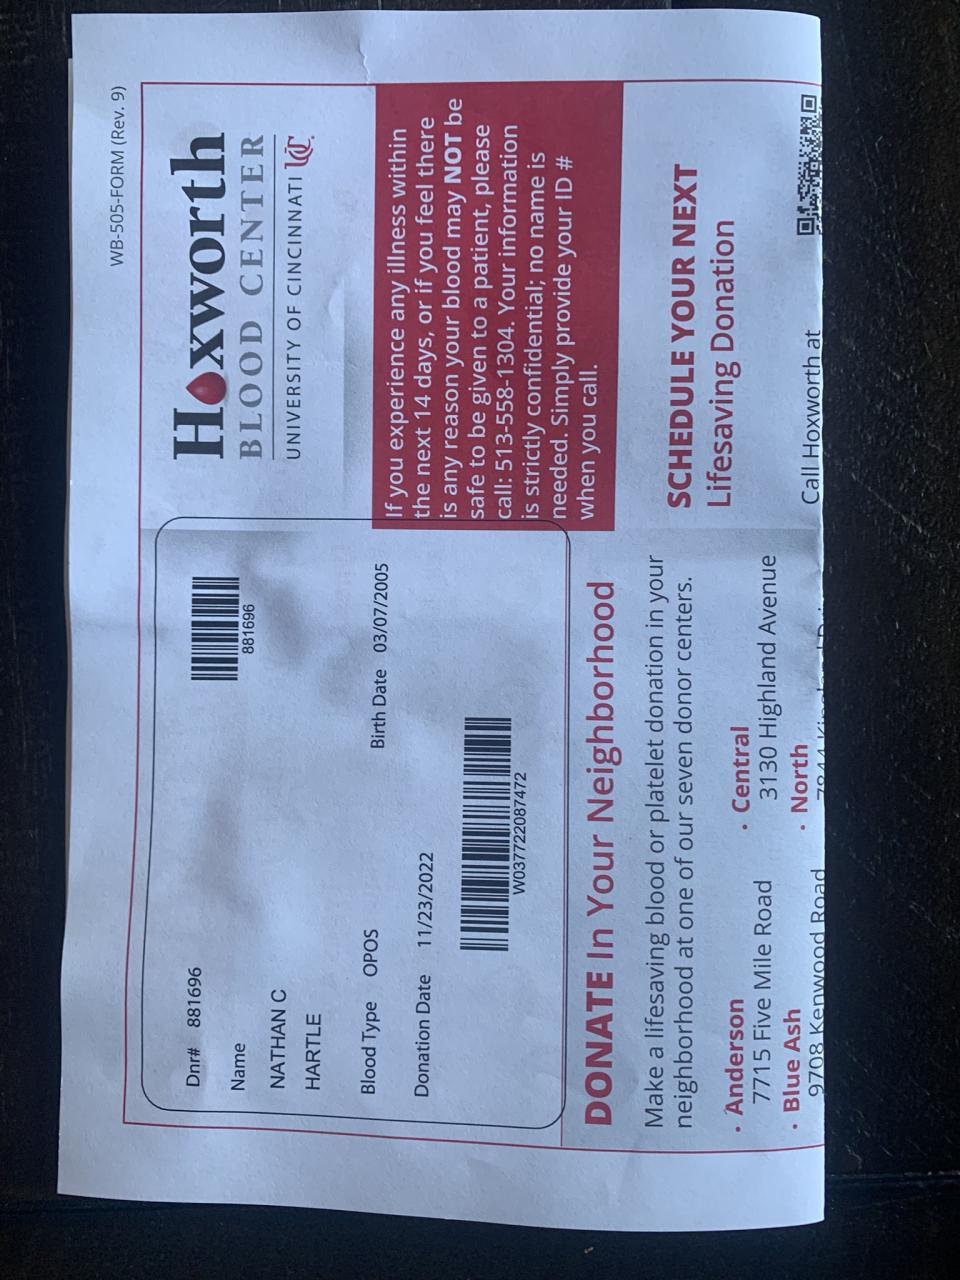 WB-505-FORM (Rev. 9)
Dnr# 881696
881696
Name
NATHAN C
HARTLE
Blood Type OPOS
Birth Date 03/07/2005
Donation Date 11/23/2022
W037722087472
Hoxworth
BLOOD CENTER
UNIVERSITY OF CINCINNATI UC
If you experience any illness within
the next 14 days, or if you feel there
is any reason your blood may NOT be
safe to be given to a patient, please
call: 513-558-1304. Your information
is strictly confidential; no name is
needed. Simply provide your ID #
when you call.
DONATE In Your Neighborhood
Make a lifesaving blood or platelet donation in your
neighborhood at one of our seven donor centers.
• Anderson
7715 Five Mile Road
• Blue Ash
9708 Kenwood Road
• Central
3130 Highland Avenue
• North
SCHEDULE YOUR NEXT
Lifesaving Donation
Call Hoxworth at